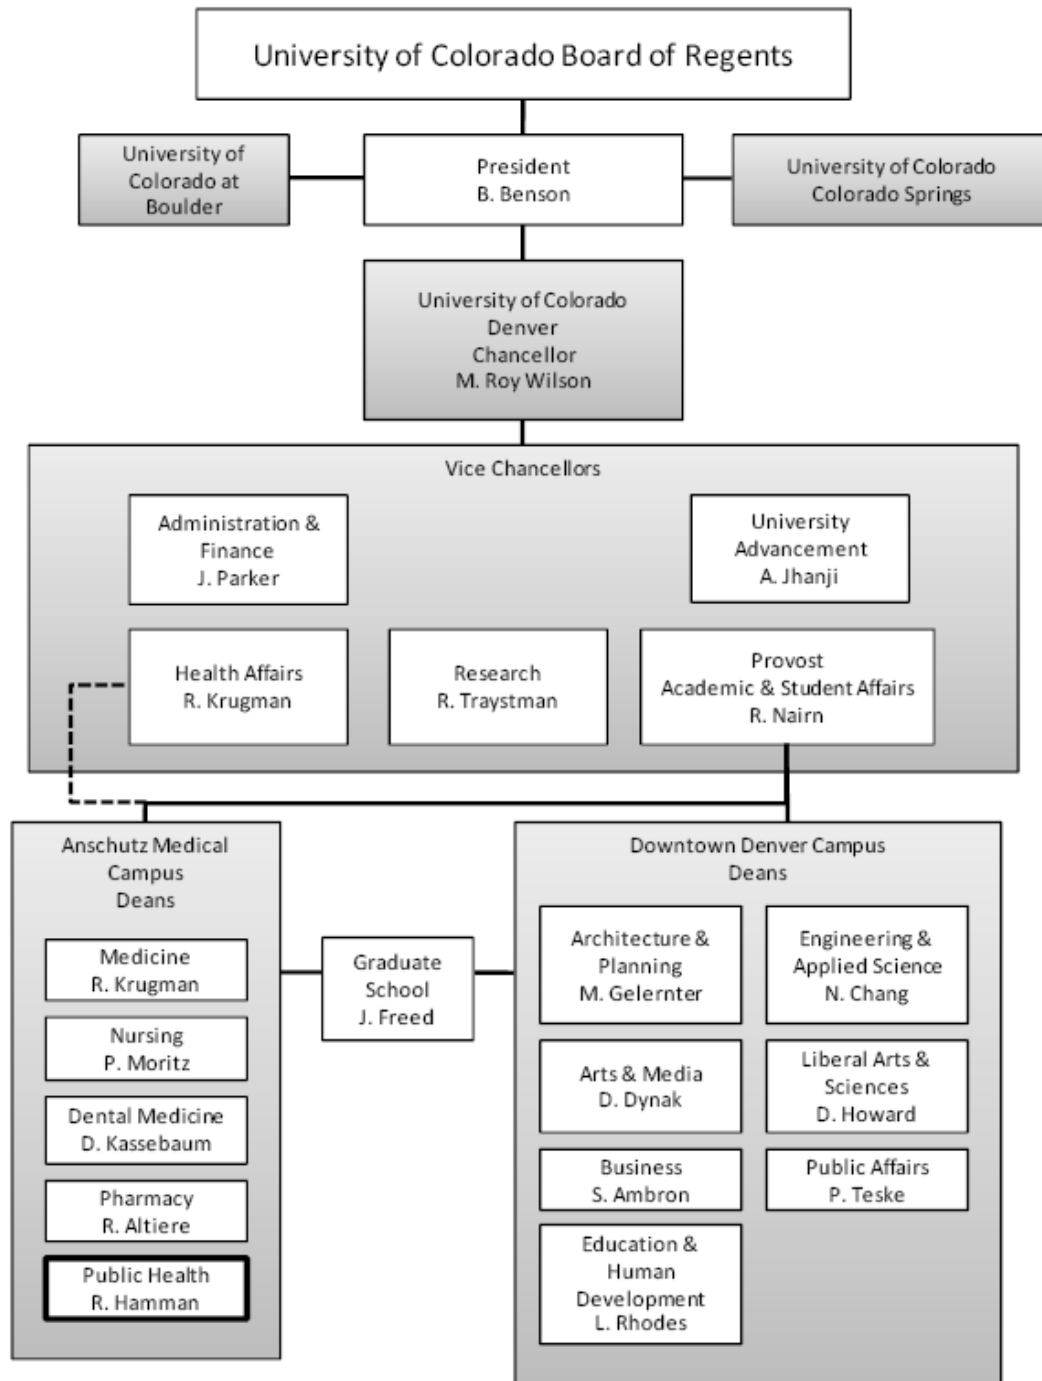 University of Colorado Board of Regents
University of
Colorado at
Boulder
President
B. Benson
University of Colorado
Colorado Springs
University of Colorado
Denver
Chancellor
M. Roy Wilson
Vice Chancellors
Administration &
Finance
J. Parker
University
Advancement
A. Jhanji
Health Affairs
R. Krugman
Research
R. Traystman
Provost
Academic & Student Affairs
R. Nairn
Anschutz Medical
Campus
Deans
Medicine
R. Krugman
Nursing
P. Moritz
Dental Medicine
D. Kassebaum
Pharmacy
R. Altiere
Public Health
R. Hamman
Graduate
School
J. Freed
Downtown Denver Campus
Deans
Architecture &
Planning
M. Gelernter
Engineering &
Applied Science
N. Chang
Arts & Media
D. Dynak
Liberal Arts &
Sciences
D. Howard
Business
S. Ambron
Public Affairs
P. Teske
Education &
Human
Development
L. Rhodes